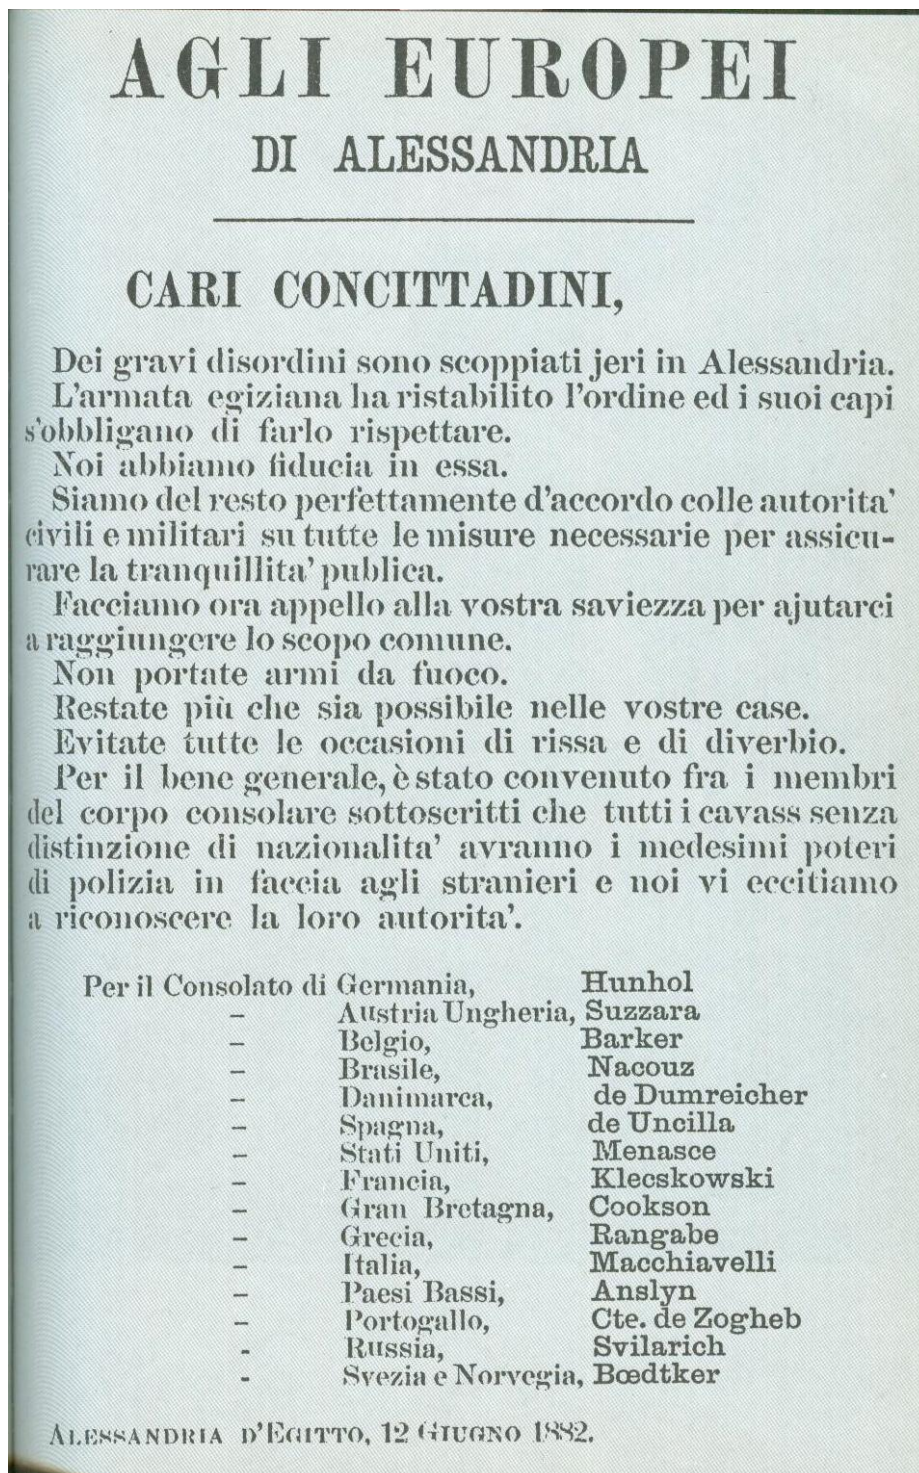 AGLI EUROPEI
DI ALESSANDRIA
CARI CONCITTADINI,
Dei gravi disordini sono scoppiati jeri in Alessandria.
L'armata egiziana ha ristabilito l'ordine ed i suoi capi
s'obbligano di farlo rispettare.
Noi abbiamo fiducia in essa.
Siamo del resto perfettamente d'accordo colle autorita'
civili e militari su tutte le misure necessarie per assicu-
rare la tranquillita' publica.
Facciamo ora appello alla vostra saviezza per ajutarci
a raggiungere lo scopo comune.
Non portate armi da fuoco.
Restate più che sia possibile nelle vostre case.
Evitate tutte le occasioni di rissa e di diverbio.
Per il bene generale, è stato convenuto fra i membri
del corpo consolare sottoscritti che tutti i cavass senza
distinzione di nazionalita' avranno i medesimi poteri
di polizia in faccia agli stranieri e noi vi eccitiamo
a riconoscere la loro autorita'.
Per il Consolato di Germania, Hunhol
– Austria Ungheria, Suzzara
– Belgio, Barker
– Brasile, Nacouz
– Danimarca, de Dumreicher
– Spagna, de Uncilla
– Stati Uniti, Menasce
– Francia, Klecskowski
– Gran Bretagna, Cookson
– Grecia, Rangabe
– Italia, Macchiavelli
– Paesi Bassi, Anslyn
– Portogallo, Cte. de Zogheb
- Russia, Svilarich
- Svezia e Norvegia, Bœdtker
ALESSANDRIA D'EGITTO, 12 GIUGNO 1882.